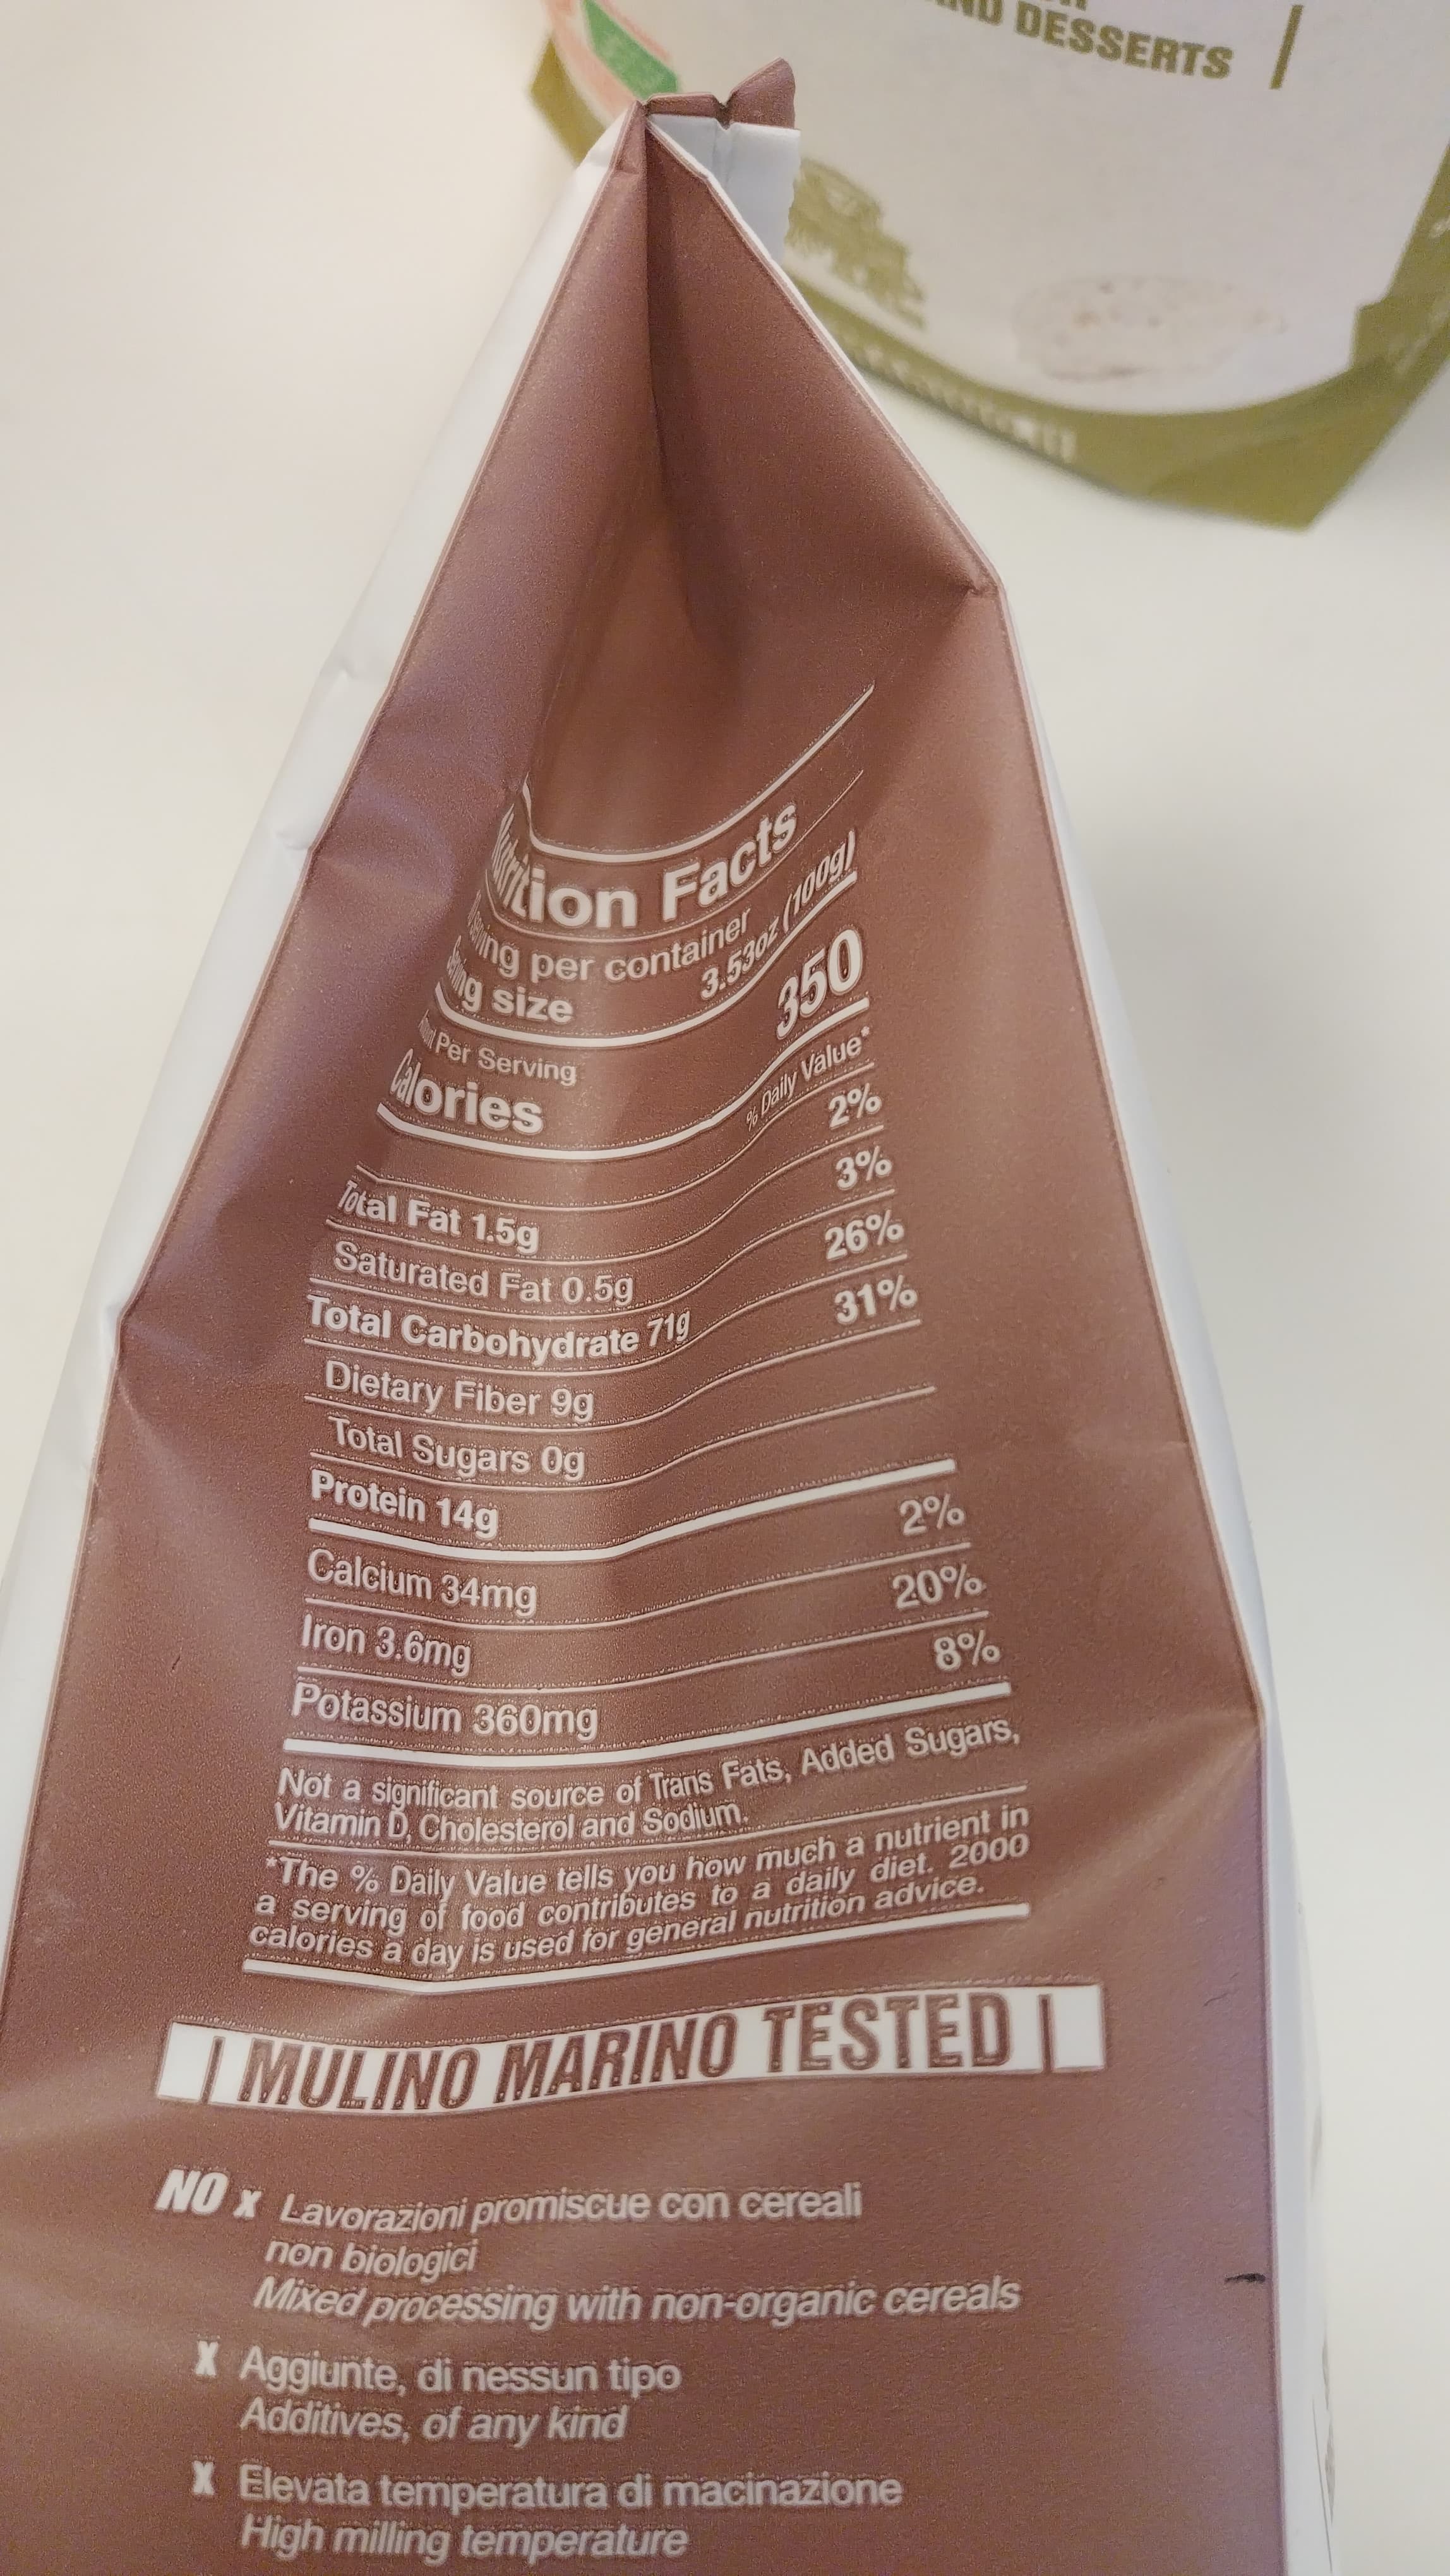 AND DESSERTS
Nutrition Facts
serving per container
Serving size 3.53oz (100g)
Amount Per Serving
Calories 350
% Daily Value*
Total Fat 1.5g 2%
Saturated Fat 0.5g 3%
Total Carbohydrate 71g 26%
Dietary Fiber 9g 31%
Total Sugars 0g
Protein 14g
Calcium 34mg 2%
Iron 3.6mg 20%
Potassium 360mg 8%
Not a significant source of Trans Fats, Added Sugars,
Vitamin D, Cholesterol and Sodium.
*The % Daily Value tells you how much a nutrient in
a serving of food contributes to a daily diet. 2000
calories a day is used for general nutrition advice.
| MULINO MARINO TESTED |
NO x Lavorazioni promiscue con cereali
non biologici
Mixed processing with non-organic cereals
x Aggiunte, di nessun tipo
Additives, of any kind
x Elevata temperatura di macinazione
High milling temperature